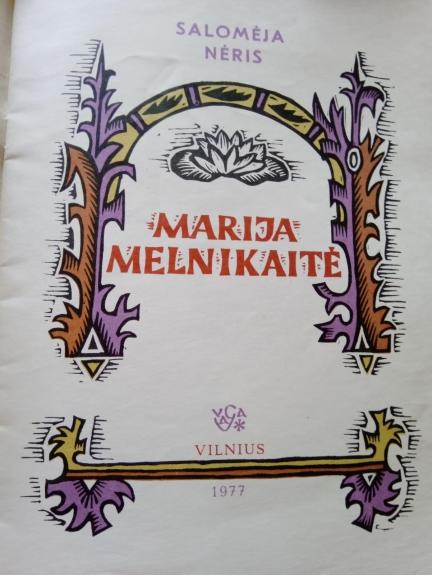 SALOMĖJA
NĖRIS
MARIJA
MELNIKAITĖ
VAGA
VILNIUS
1977